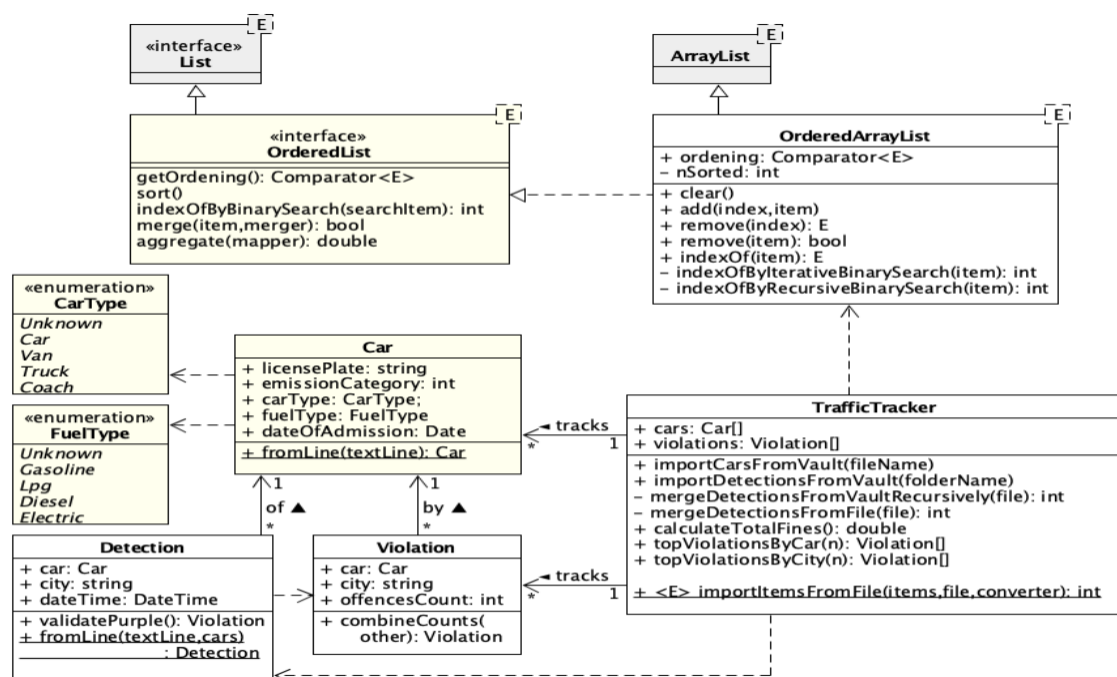 E
«interface»
List
E
ArrayList
E
«interface»
OrderedList
getOrdening(): Comparator<E>
sort()
indexOfByBinarySearch(searchItem): int
merge(item,merger): bool
aggregate(mapper): double
E
OrderedArrayList
+ ordening: Comparator<E>
- nSorted: int
+ clear()
+ add(index,item)
+ remove(index): E
+ remove(item): bool
+ indexOf(item): E
- indexOfByIterativeBinarySearch(item): int
- indexOfByRecursiveBinarySearch(item): int
«enumeration»
CarType
Unknown
Car
Van
Truck
Coach
«enumeration»
FuelType
Unknown
Gasoline
Lpg
Diesel
Electric
Car
+ licensePlate: string
+ emissionCategory: int
+ carType: CarType;
+ fuelType: FuelType
+ dateOfAdmission: Date
+ fromLine(textLine): Car
◄ tracks
* 1
TrafficTracker
+ cars: Car[]
+ violations: Violation[]
+ importCarsFromVault(fileName)
+ importDetectionsFromVault(folderName)
- mergeDetectionsFromVaultRecursively(file): int
- mergeDetectionsFromFile(file): int
+ calculateTotalFines(): double
+ topViolationsByCar(n): Violation[]
+ topViolationsByCity(n): Violation[]
+ <E> importItemsFromFile(items,file,converter): int
1
of ▲
*
1
by ▲
*
Detection
+ car: Car
+ city: string
+ dateTime: DateTime
+ validatePurple(): Violation
+ fromLine(textLine,cars)
: Detection
Violation
+ car: Car
+ city: string
+ offencesCount: int
+ combineCounts(
other): Violation
◄ tracks
* 1